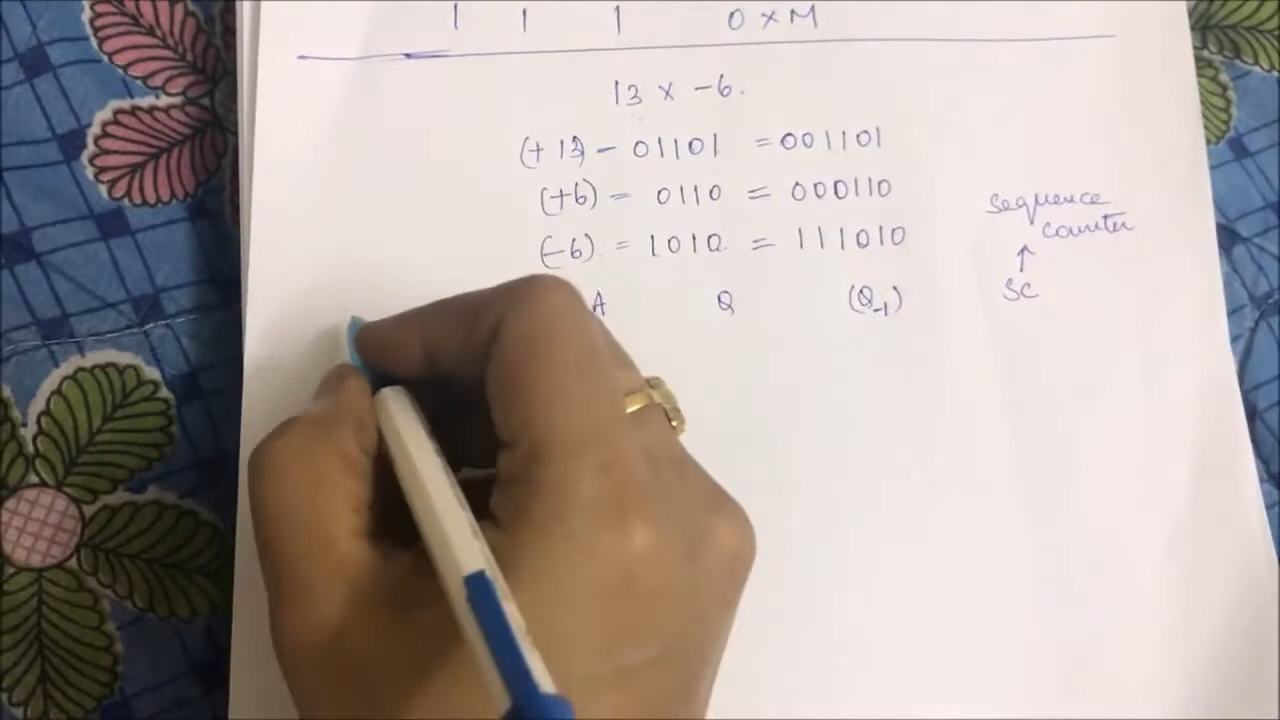 1 1 1 0 × M
13 × -6.
(+13) - 01101 = 001101
(+6) = 0110 = 000110
(-6) = 1010 = 111010
sequence
counter
↑
A Q (Q-1) SC